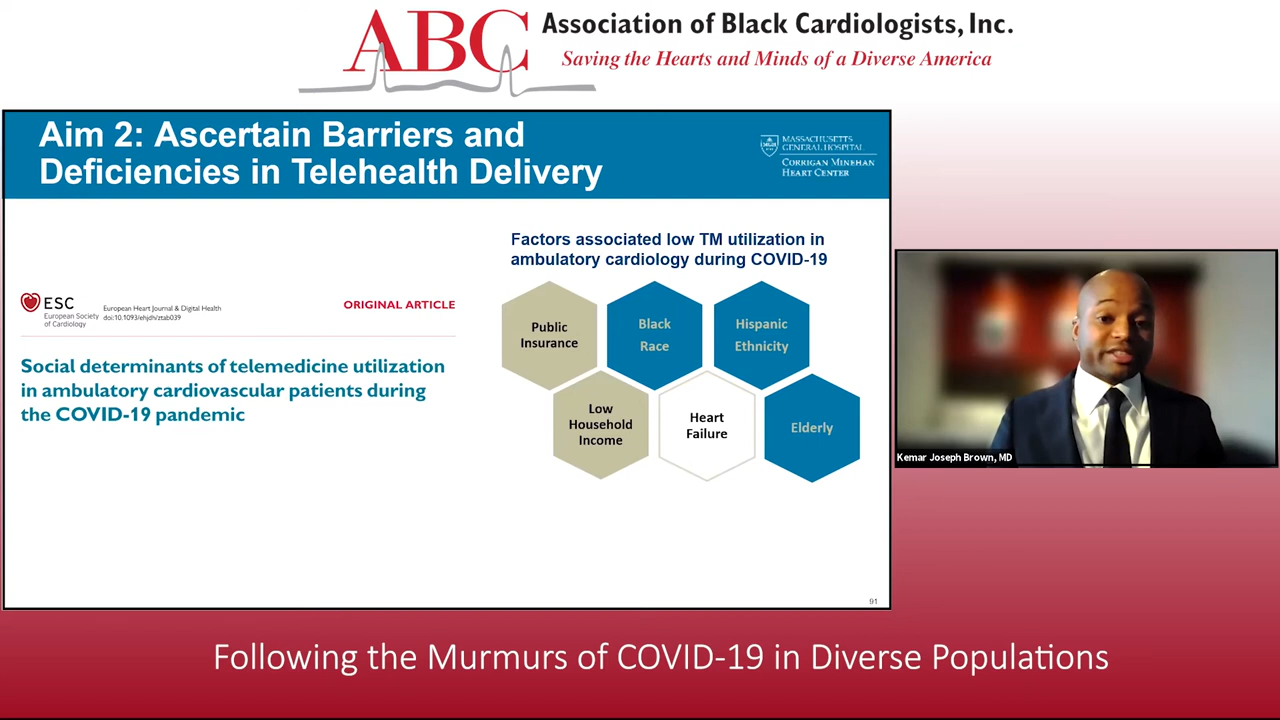 ABC
Association of Black Cardiologists, Inc.
Saving the Hearts and Minds of a Diverse America
Aim 2: Ascertain Barriers and
Deficiencies in Telehealth Delivery
MGH
1811
MASSACHUSETTS
GENERAL HOSPITAL
CORRIGAN MINEHAN
HEART CENTER
Factors associated low TM utilization in
ambulatory cardiology during COVID-19
ESC
European Society
of Cardiology
European Heart Journal & Digital Health
doi:10.1093/ehjdh/ztab039
ORIGINAL ARTICLE
Social determinants of telemedicine utilization
in ambulatory cardiovascular patients during
the COVID-19 pandemic
Public
Insurance
Black
Race
Hispanic
Ethnicity
Low
Household
Income
Heart
Failure
Elderly
91
Kemar Joseph Brown, MD
Following the Murmurs of COVID-19 in Diverse Populations